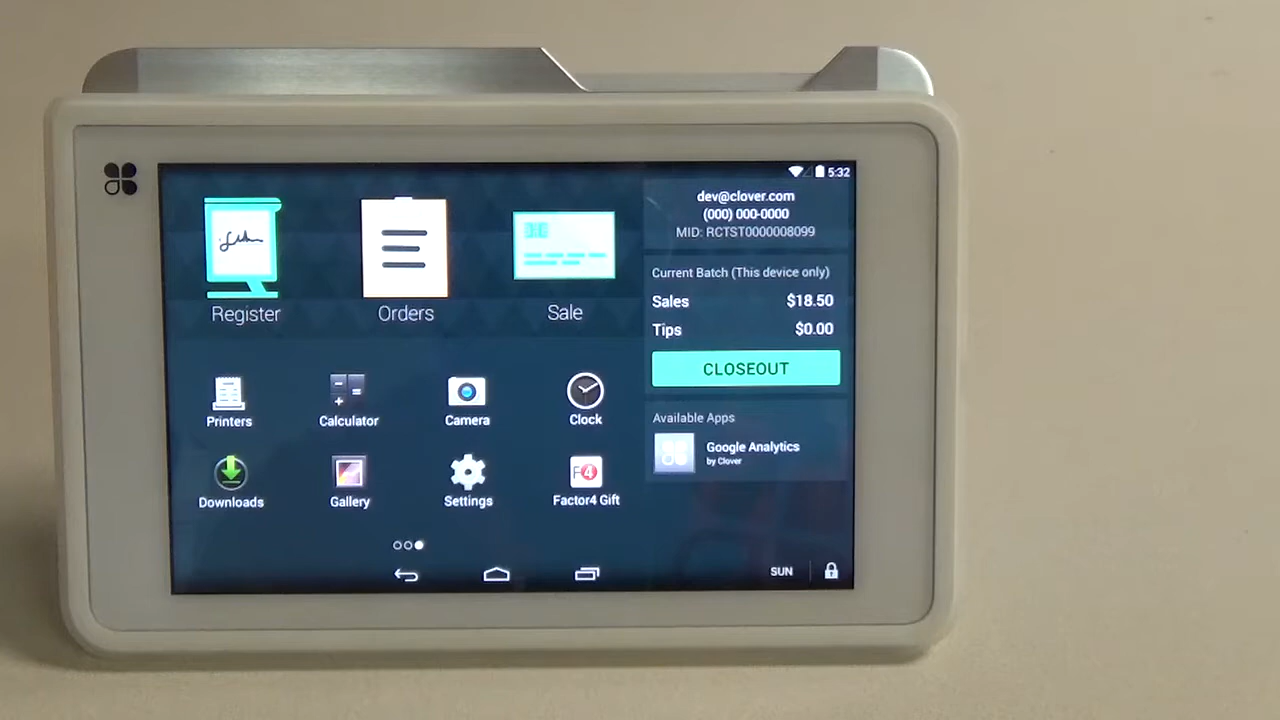 5:32
Register
Orders
Sale
Printers
Calculator
Camera
Clock
Downloads
Gallery
Settings
F4
Factor4 Gift
dev@clover.com
(000) 000-0000
MID: RCTST0000008099
Current Batch (This device only)
Sales $18.50
Tips $0.00
CLOSEOUT
Available Apps
Google Analytics
by Clover
SUN